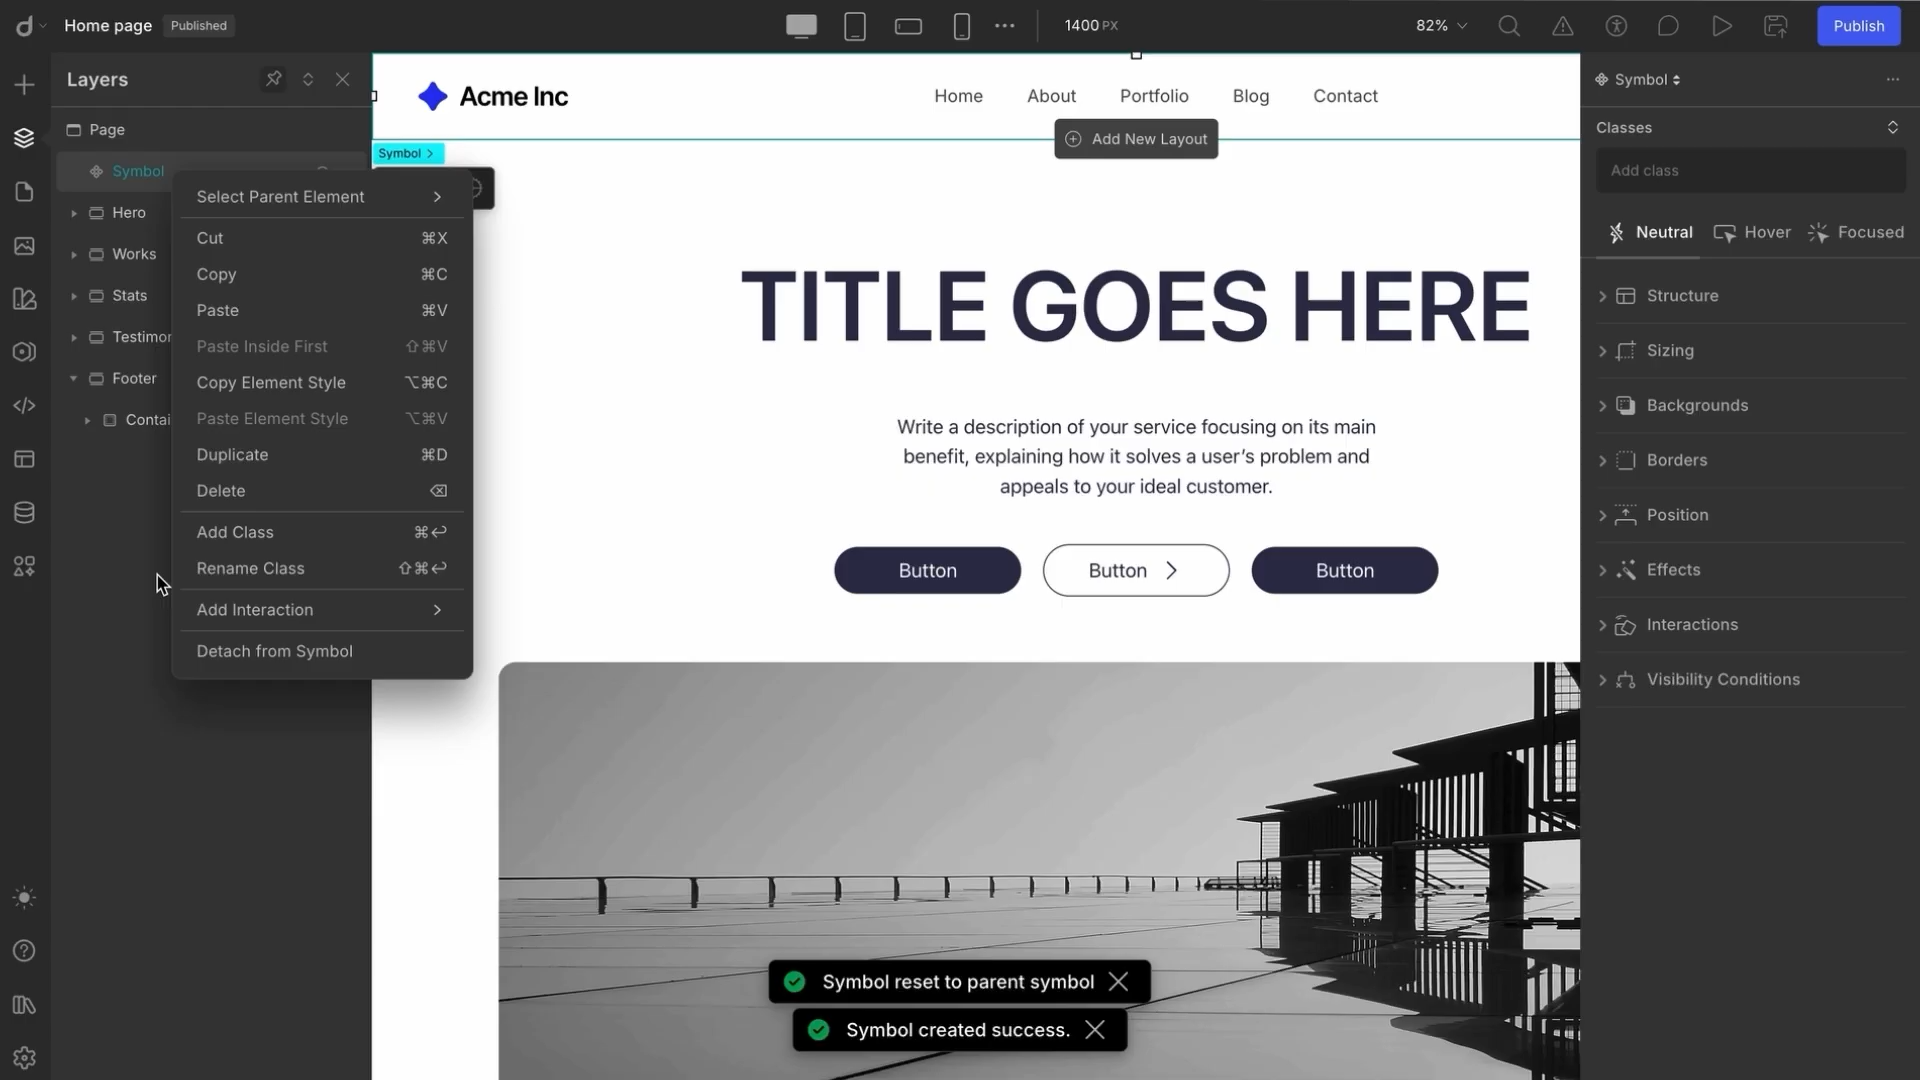 Home page
Published
1400 PX
82%
Publish
Layers
Page
Symbol
Hero
Works
Stats
Testimor
Footer
Contai
Select Parent Element
Cut ⌘X
Copy ⌘C
Paste ⌘V
Paste Inside First ⇧⌘V
Copy Element Style ⌥⌘C
Paste Element Style ⌥⌘V
Duplicate ⌘D
Delete ⌫
Add Class ⌘↩
Rename Class ⇧⌘↩
Add Interaction
Detach from Symbol
Acme Inc
Home
About
Portfolio
Blog
Contact
Symbol
Add New Layout
TITLE GOES HERE
Write a description of your service focusing on its main
benefit, explaining how it solves a user’s problem and
appeals to your ideal customer.
Button
Button
Button
Symbol reset to parent symbol
Symbol created success.
Symbol
Classes
Add class
Neutral
Hover
Focused
Structure
Sizing
Backgrounds
Borders
Position
Effects
Interactions
Visibility Conditions